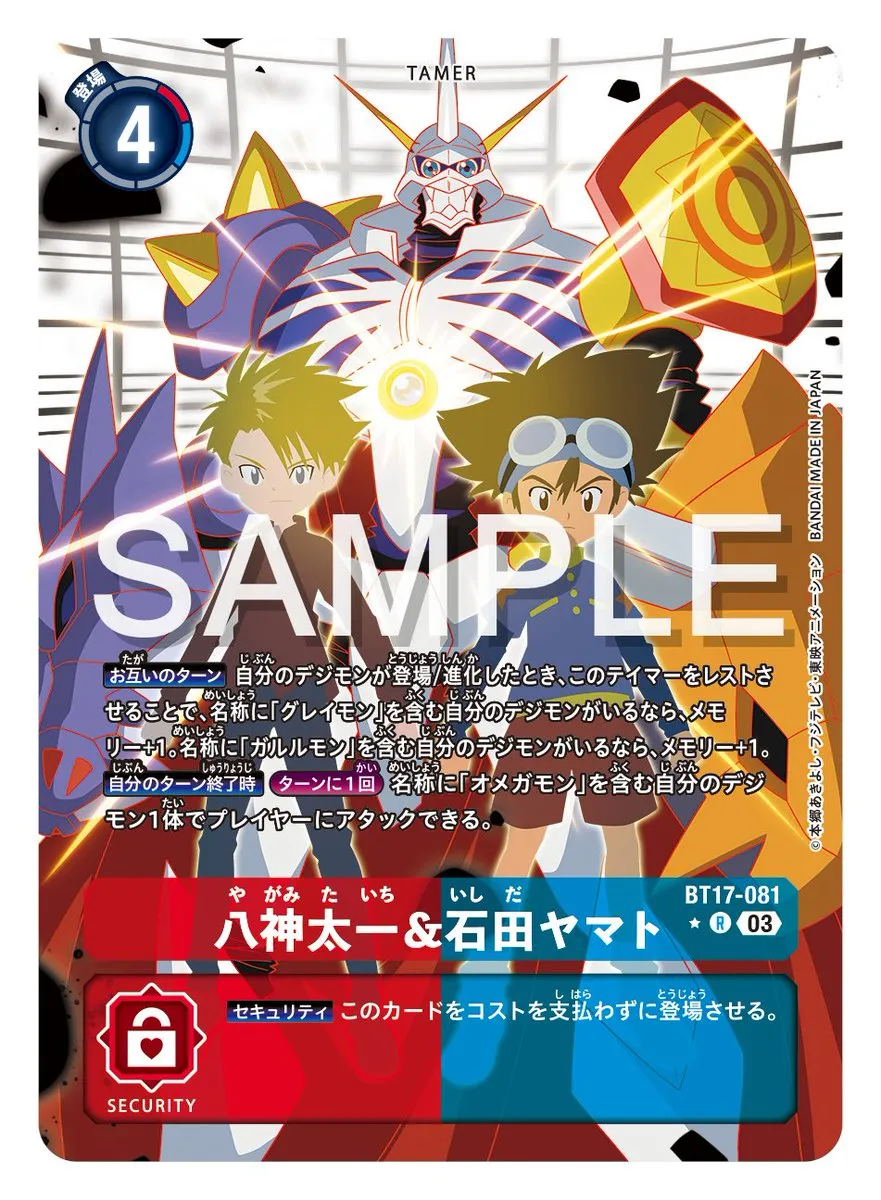 TAMER
登場
4
SAMPLE
お互いのターン 自分のデジモンが登場/進化したとき、このテイマーをレストさ
せることで、名称に「グレイモン」を含む自分のデジモンがいるなら、メモ
リー+1。名称に「ガルルモン」を含む自分のデジモンがいるなら、メモリー+1。
自分のターン終了時 ターンに1回 名称に「オメガモン」を含む自分のデジ
モン1体でプレイヤーにアタックできる。
©本郷あきよし・フジテレビ・東映アニメーション BANDAI MADE IN JAPAN
BT17-081
八神太一&石田ヤマト
R 03
セキュリティ このカードをコストを支払わずに登場させる。
SECURITY